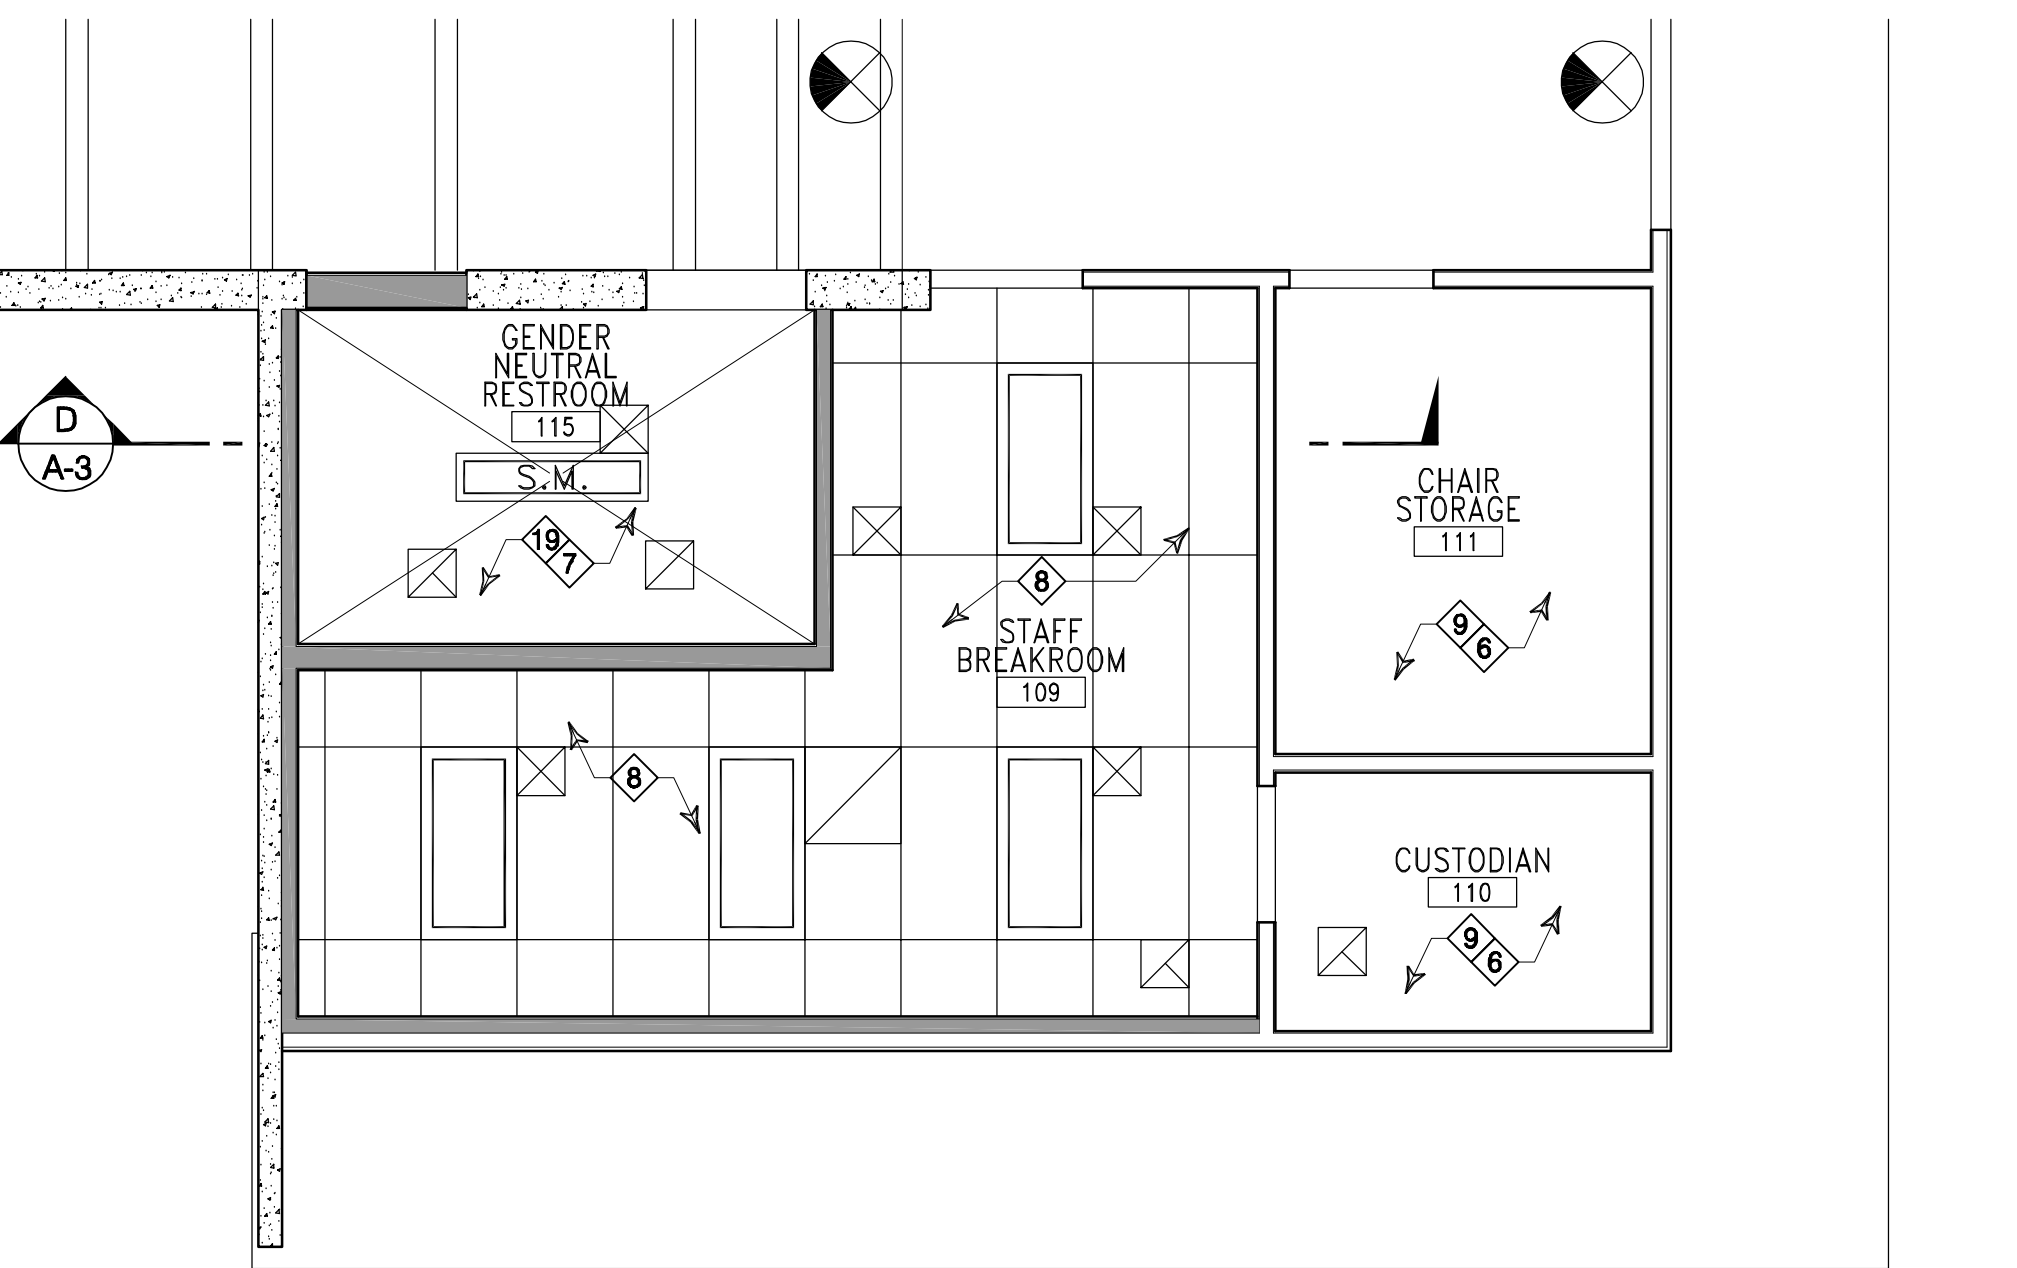 GENDER
NEUTRAL
RESTROOM
115
S.M.
19
7
D
A-3
CHAIR
STORAGE
111
9
6
8
STAFF
BREAKROOM
109
8
CUSTODIAN
110
9
6